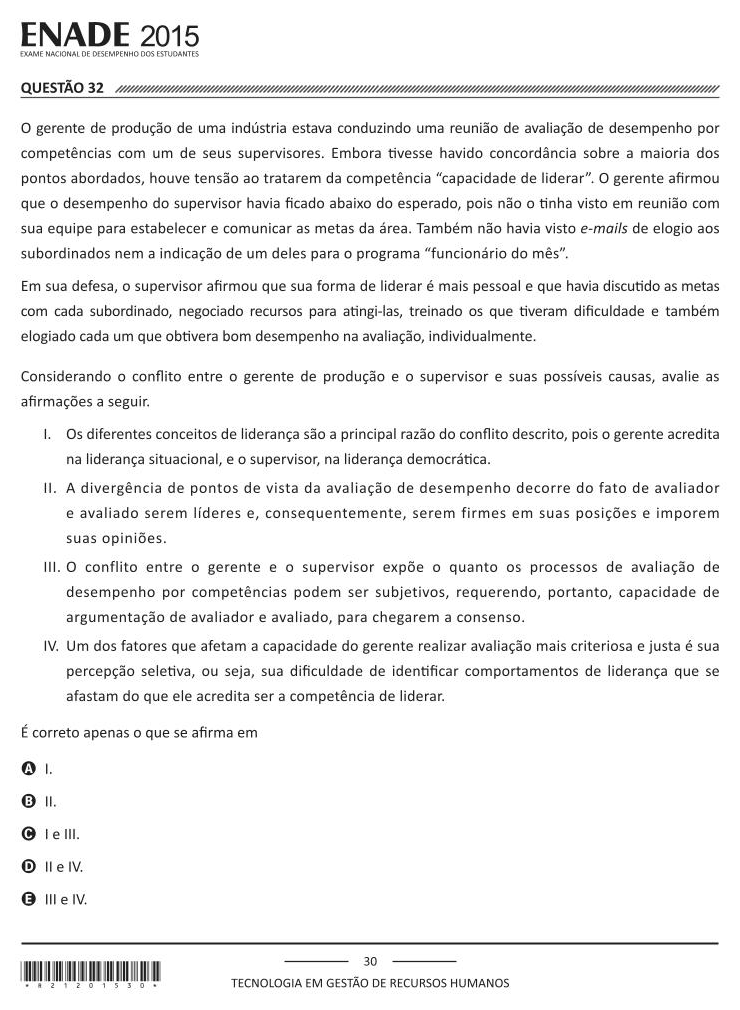 ENADE 2015
EXAME NACIONAL DE DESEMPENHO DOS ESTUDANTES
QUESTÃO 32
O gerente de produção de uma indústria estava conduzindo uma reunião de avaliação de desempenho por
competências com um de seus supervisores. Embora tivesse havido concordância sobre a maioria dos
pontos abordados, houve tensão ao tratarem da competência “capacidade de liderar”. O gerente afirmou
que o desempenho do supervisor havia ficado abaixo do esperado, pois não o tinha visto em reunião com
sua equipe para estabelecer e comunicar as metas da área. Também não havia visto e-mails de elogio aos
subordinados nem a indicação de um deles para o programa “funcionário do mês”.
Em sua defesa, o supervisor afirmou que sua forma de liderar é mais pessoal e que havia discutido as metas
com cada subordinado, negociado recursos para atingi-las, treinado os que tiveram dificuldade e também
elogiado cada um que obtivera bom desempenho na avaliação, individualmente.
Considerando o conflito entre o gerente de produção e o supervisor e suas possíveis causas, avalie as
afirmações a seguir.
I. Os diferentes conceitos de liderança são a principal razão do conflito descrito, pois o gerente acredita
na liderança situacional, e o supervisor, na liderança democrática.
II. A divergência de pontos de vista da avaliação de desempenho decorre do fato de avaliador
e avaliado serem líderes e, consequentemente, serem firmes em suas posições e imporem
suas opiniões.
III. O conflito entre o gerente e o supervisor expõe o quanto os processos de avaliação de
desempenho por competências podem ser subjetivos, requerendo, portanto, capacidade de
argumentação de avaliador e avaliado, para chegarem a consenso.
IV. Um dos fatores que afetam a capacidade do gerente realizar avaliação mais criteriosa e justa é sua
percepção seletiva, ou seja, sua dificuldade de identificar comportamentos de liderança que se
afastam do que ele acredita ser a competência de liderar.
É correto apenas o que se afirma em
A I.
B II.
C I e III.
D II e IV.
E III e IV.
30
TECNOLOGIA EM GESTÃO DE RECURSOS HUMANOS
*R21201530*